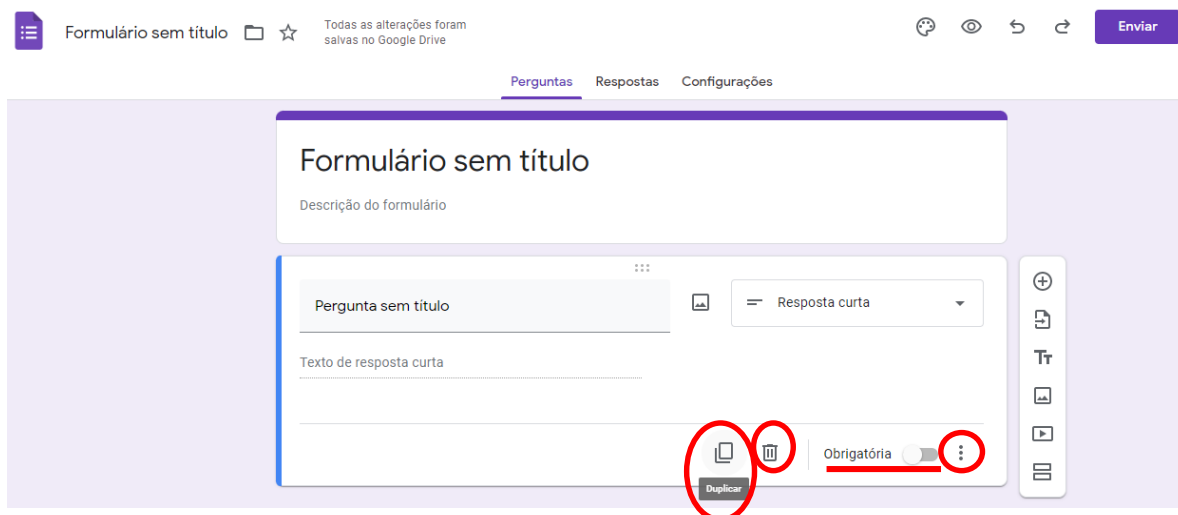 Formulário sem título
Todas as alterações foram
salvas no Google Drive
Enviar
Perguntas Respostas Configurações
Formulário sem título
Descrição do formulário
Pergunta sem título
Resposta curta
Texto de resposta curta
Obrigatória
Duplicar
Tт